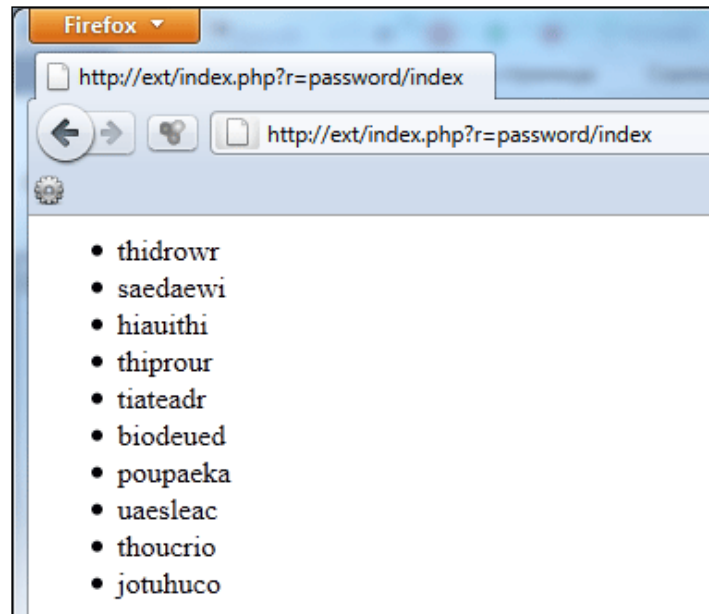 Firefox
http://ext/index.php?r=password/index
http://ext/index.php?r=password/index
thidrowr
saedaewi
hiauithi
thiprour
tiateadr
biodeued
poupaeka
uaesleac
thoucrio
jotuhuco